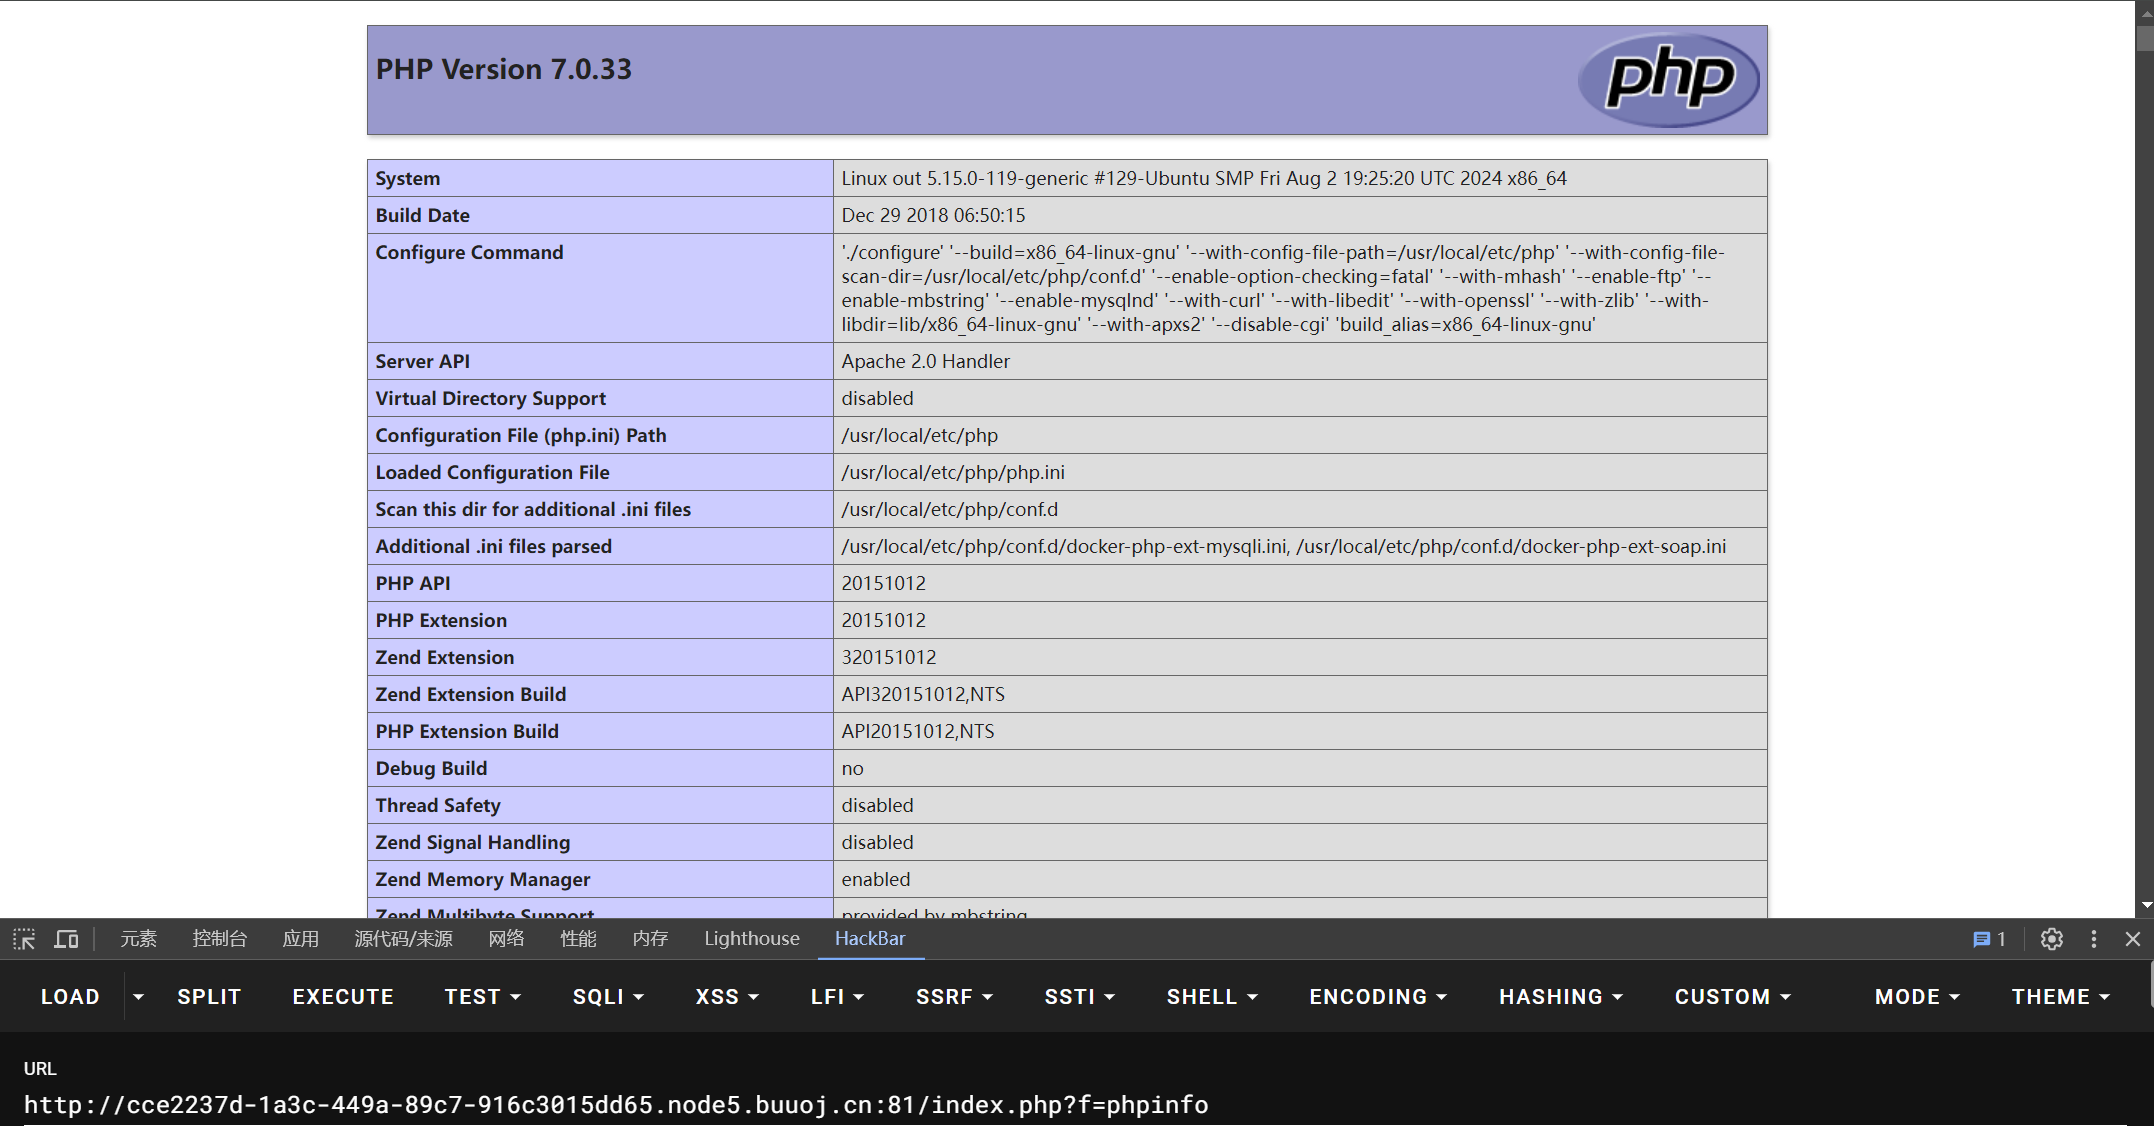 PHP Version 7.0.33
php
System Linux out 5.15.0-119-generic #129-Ubuntu SMP Fri Aug 2 19:25:20 UTC 2024 x86_64
Build Date Dec 29 2018 06:50:15
Configure Command './configure' '--build=x86_64-linux-gnu' '--with-config-file-path=/usr/local/etc/php' '--with-config-file-
scan-dir=/usr/local/etc/php/conf.d' '--enable-option-checking=fatal' '--with-mhash' '--enable-ftp' '--
enable-mbstring' '--enable-mysqlnd' '--with-curl' '--with-libedit' '--with-openssl' '--with-zlib' '--with-
libdir=lib/x86_64-linux-gnu' '--with-apxs2' '--disable-cgi' 'build_alias=x86_64-linux-gnu'
Server API Apache 2.0 Handler
Virtual Directory Support disabled
Configuration File (php.ini) Path /usr/local/etc/php
Loaded Configuration File /usr/local/etc/php/php.ini
Scan this dir for additional .ini files /usr/local/etc/php/conf.d
Additional .ini files parsed /usr/local/etc/php/conf.d/docker-php-ext-mysqli.ini, /usr/local/etc/php/conf.d/docker-php-ext-soap.ini
PHP API 20151012
PHP Extension 20151012
Zend Extension 320151012
Zend Extension Build API320151012,NTS
PHP Extension Build API20151012,NTS
Debug Build no
Thread Safety disabled
Zend Signal Handling disabled
Zend Memory Manager enabled
Zend Multibyte Support provided by mbstring
元素 控制台 应用 源代码/来源 网络 性能 内存 Lighthouse HackBar 1
LOAD SPLIT EXECUTE TEST SQLI XSS LFI SSRF SSTI SHELL ENCODING HASHING CUSTOM MODE THEME
URL
http://cce2237d-1a3c-449a-89c7-916c3015dd65.node5.buuoj.cn:81/index.php?f=phpinfo